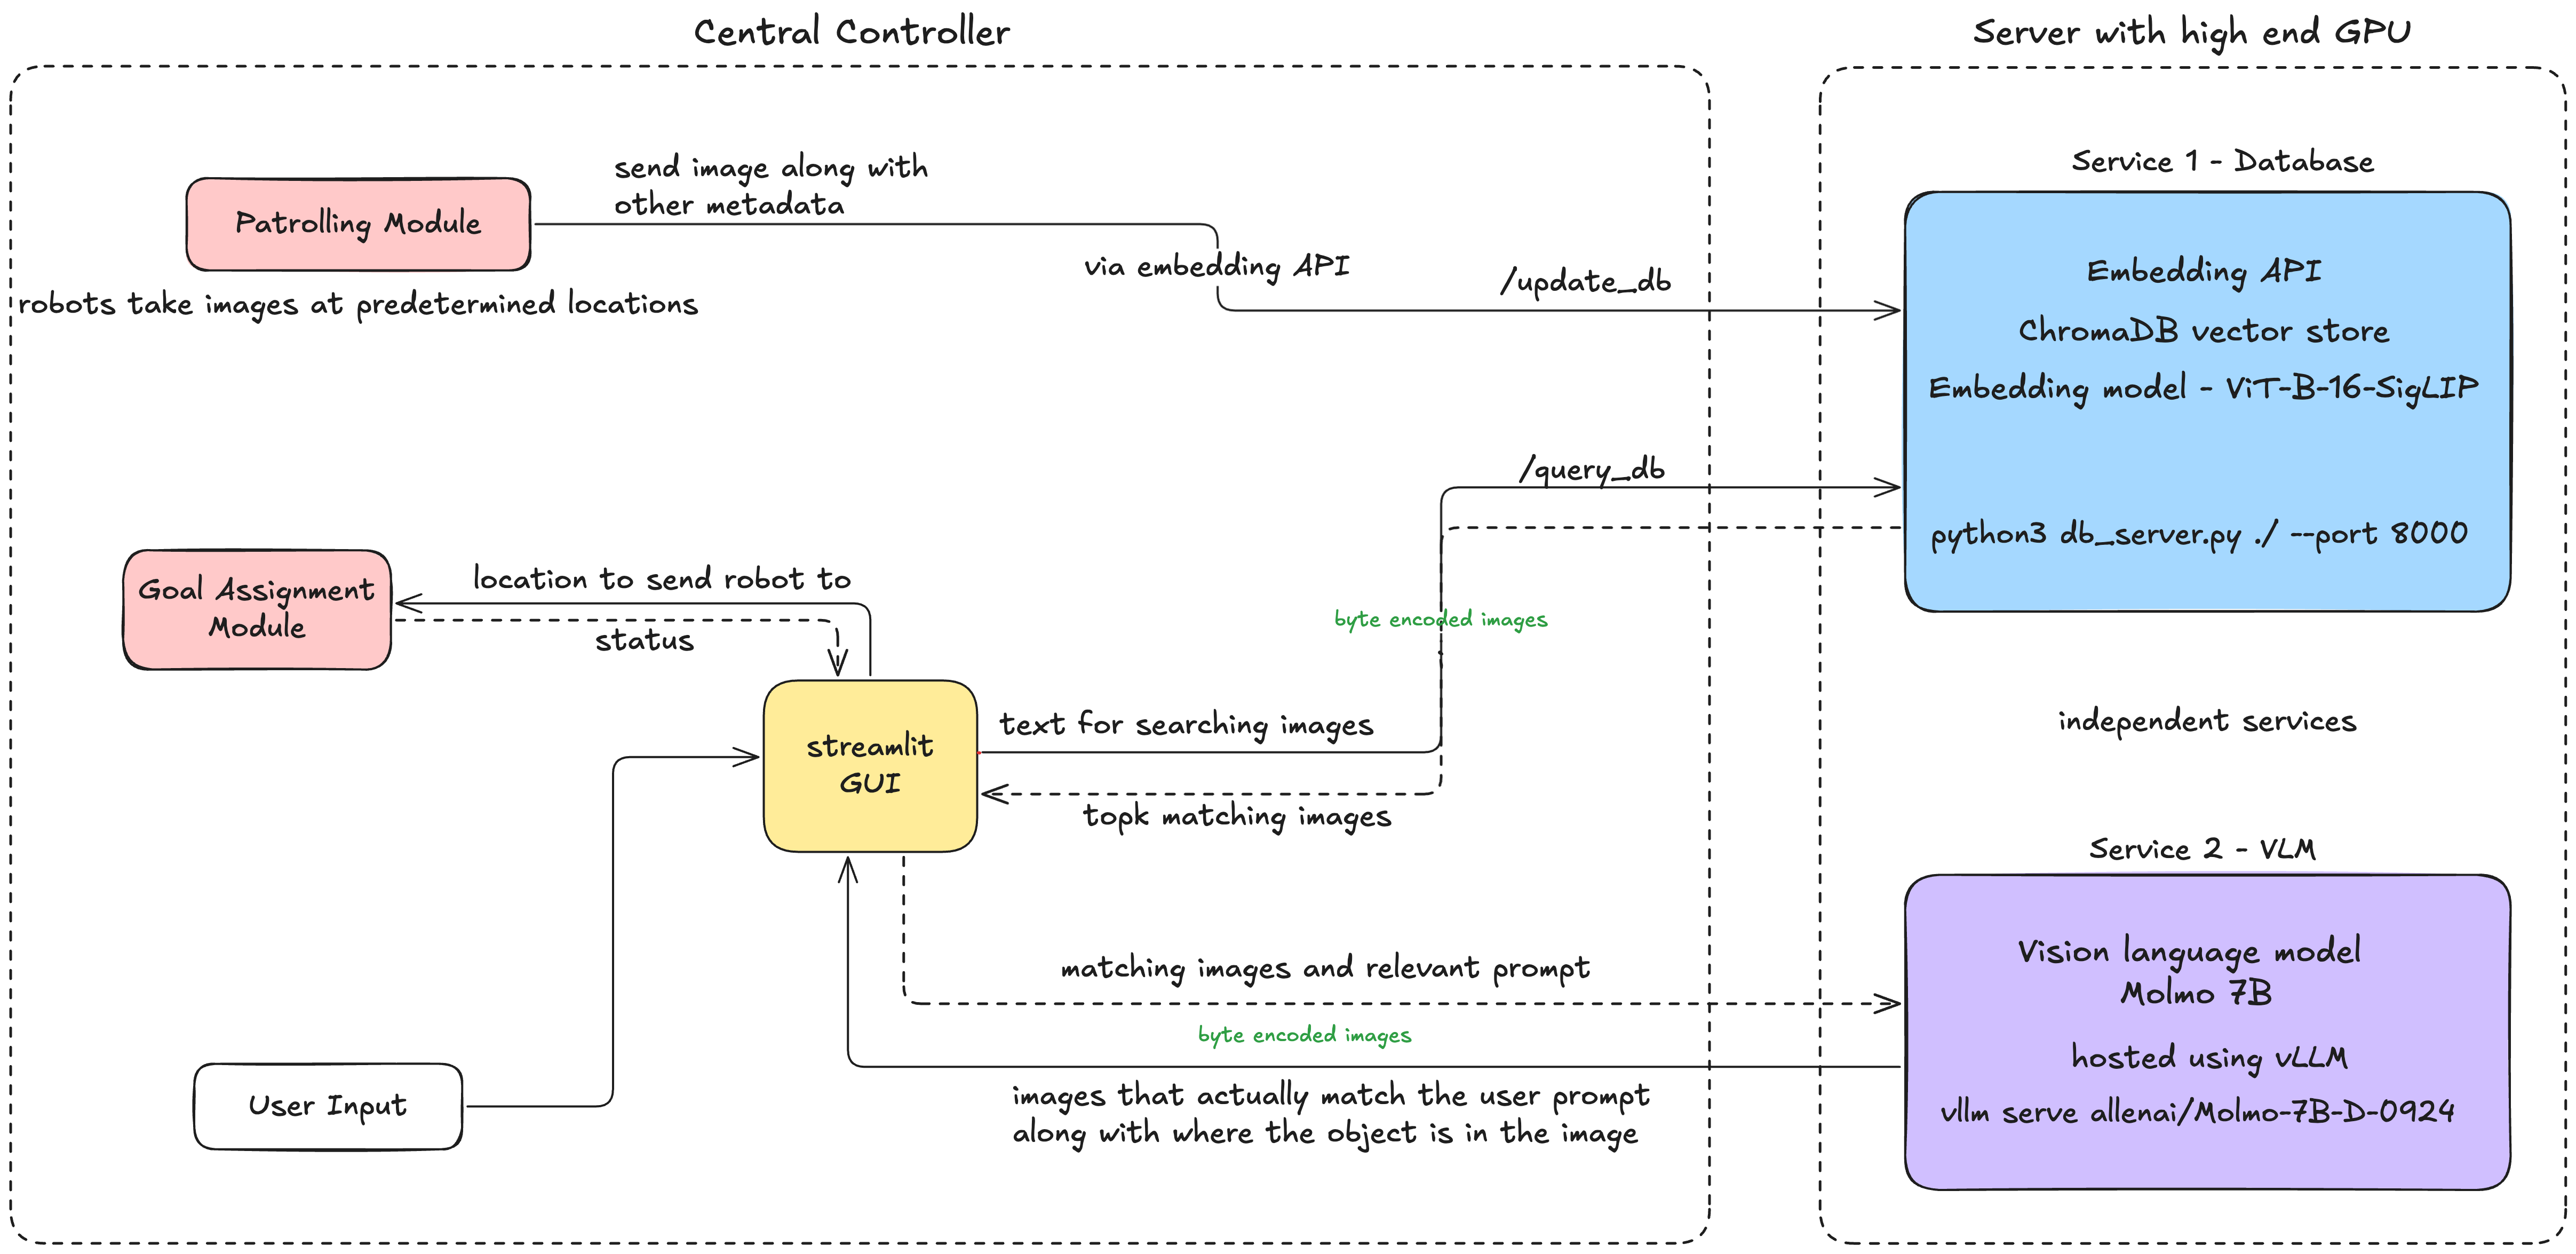 Central Controller
Server with high end GPU
send image along with
other metadata
Patrolling Module
robots take images at predetermined locations
via embedding API
/update_db
Service 1 - Database
Embedding API
ChromaDB vector store
Embedding model - ViT-B-16-SigLIP
python3 db_server.py ./ --port 8000
/query_db
byte encoded images
Goal Assignment
Module
location to send robot to
status
streamlit
GUI
text for searching images
topk matching images
independent services
Service 2 - VLM
Vision language model
Molmo 7B
hosted using vLLM
vllm serve allenai/Molmo-7B-D-0924
matching images and relevant prompt
byte encoded images
images that actually match the user prompt
along with where the object is in the image
User Input